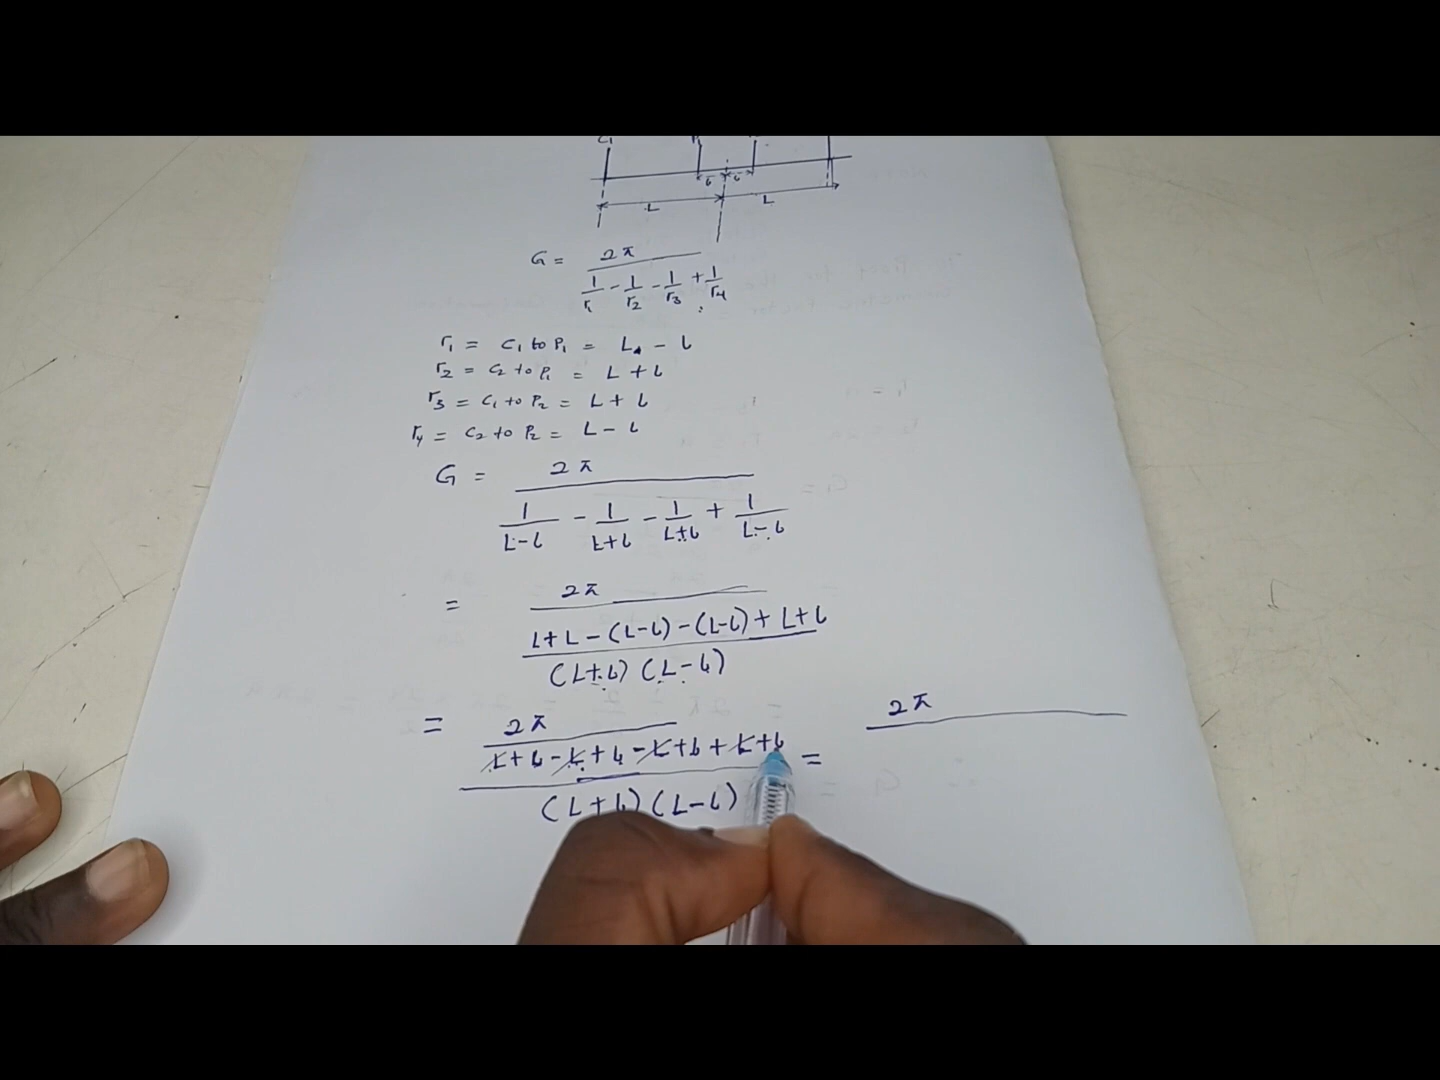 C1 P1
b b
L L
G = 2π / (1/r1 - 1/r2 - 1/r3 + 1/r4)
r1 = C1 to P1 = L - b
r2 = C2 to P1 = L + b
r3 = C1 to P2 = L + b
r4 = C2 to P2 = L - b
G = 2π / (1/(L-b) - 1/(L+b) - 1/(L+b) + 1/(L-b))
= 2π / ((L+L - (L-b) - (L-b) + L+b) / ((L+b) (L-b)))
= 2π / ((L+b - L+b - L+b + L+b) / ((L+b) (L-b))) = 2π